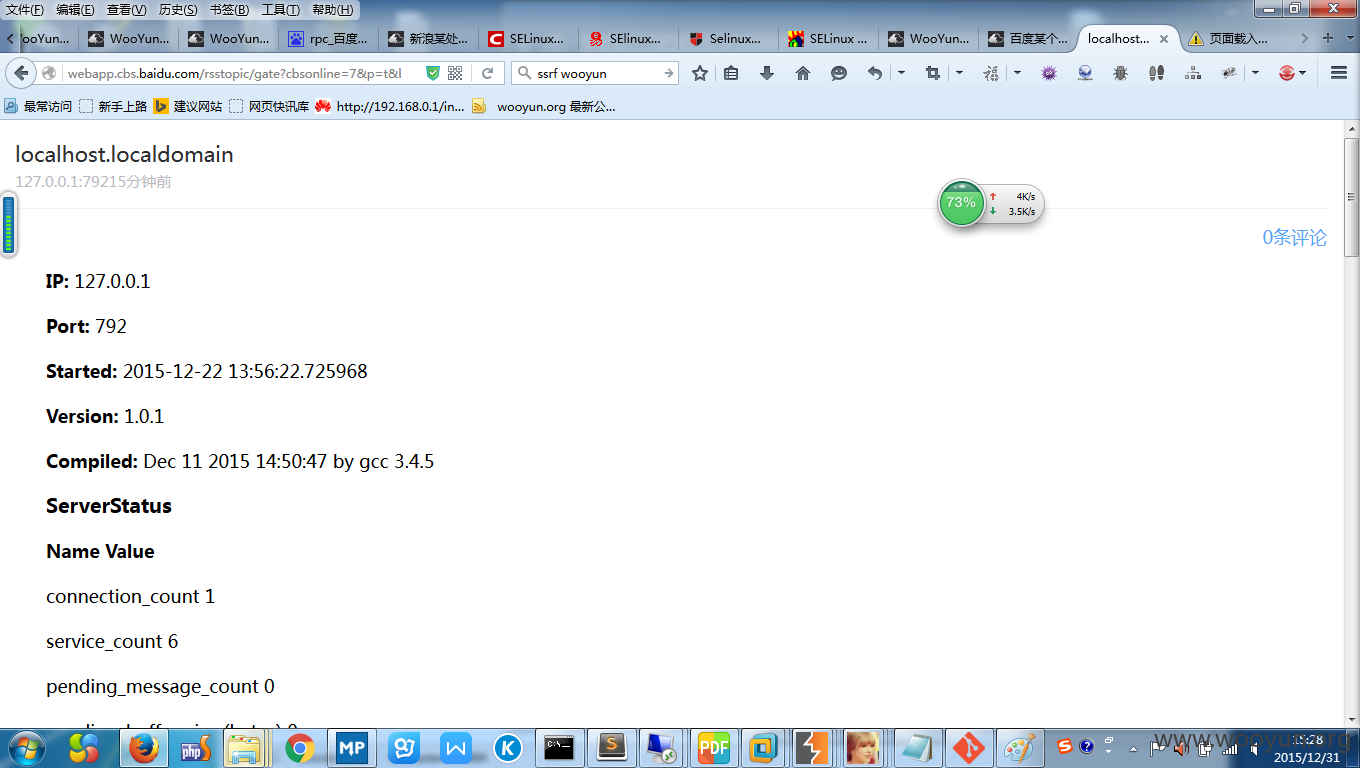 文件(F) 编辑(E) 查看(V) 历史(S) 书签(B) 工具(T) 帮助(H)
ooYun... WooYun... WooYun... rpc_百度... 新浪某处... SELinux... SElinux... Selinux... SELinux ... WooYun... 百度某个... localhost... 页面载入...
webapp.cbs.baidu.com/rsstopic/gate?cbsonline=7&p=t&l ssrf wooyun
最常访问 新手上路 建议网站 网页快讯库 http://192.168.0.1/in... wooyun.org 最新公...
localhost.localdomain
127.0.0.1:79215分钟前
73% 4K/s
3.5K/s
0条评论
IP: 127.0.0.1
Port: 792
Started: 2015-12-22 13:56:22.725968
Version: 1.0.1
Compiled: Dec 11 2015 14:50:47 by gcc 3.4.5
ServerStatus
Name Value
connection_count 1
service_count 6
pending_message_count 0
php MP W K PDF
www.wooyun.org
15:28
2015/12/31